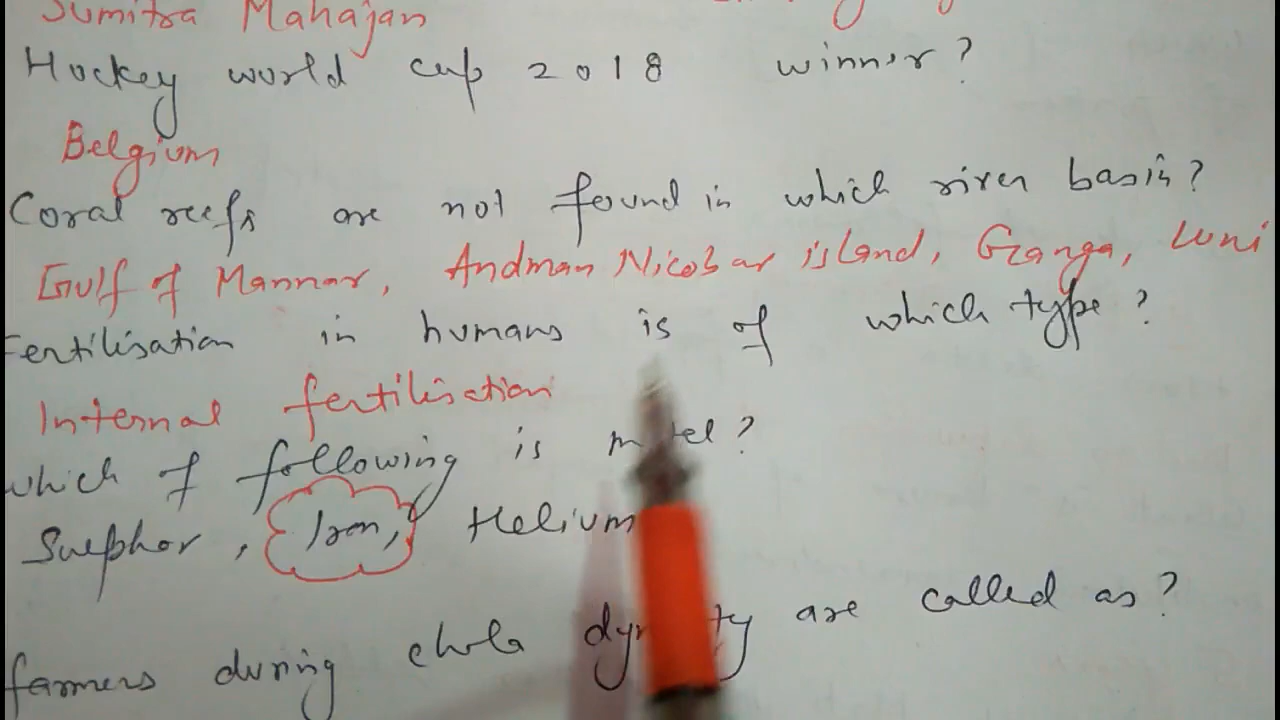 Sumitra Mahajan
Hockey world cup 2018 winner?
Belgium
Coral reefs are not found in which river basin?
Gulf of Mannar, Andman Nicobar island, Ganga, Luni
Fertilisation in humans is of which type?
Internal fertilisation
which of following is
Sulphor, Iron, Helium
farmers during chola are called as?